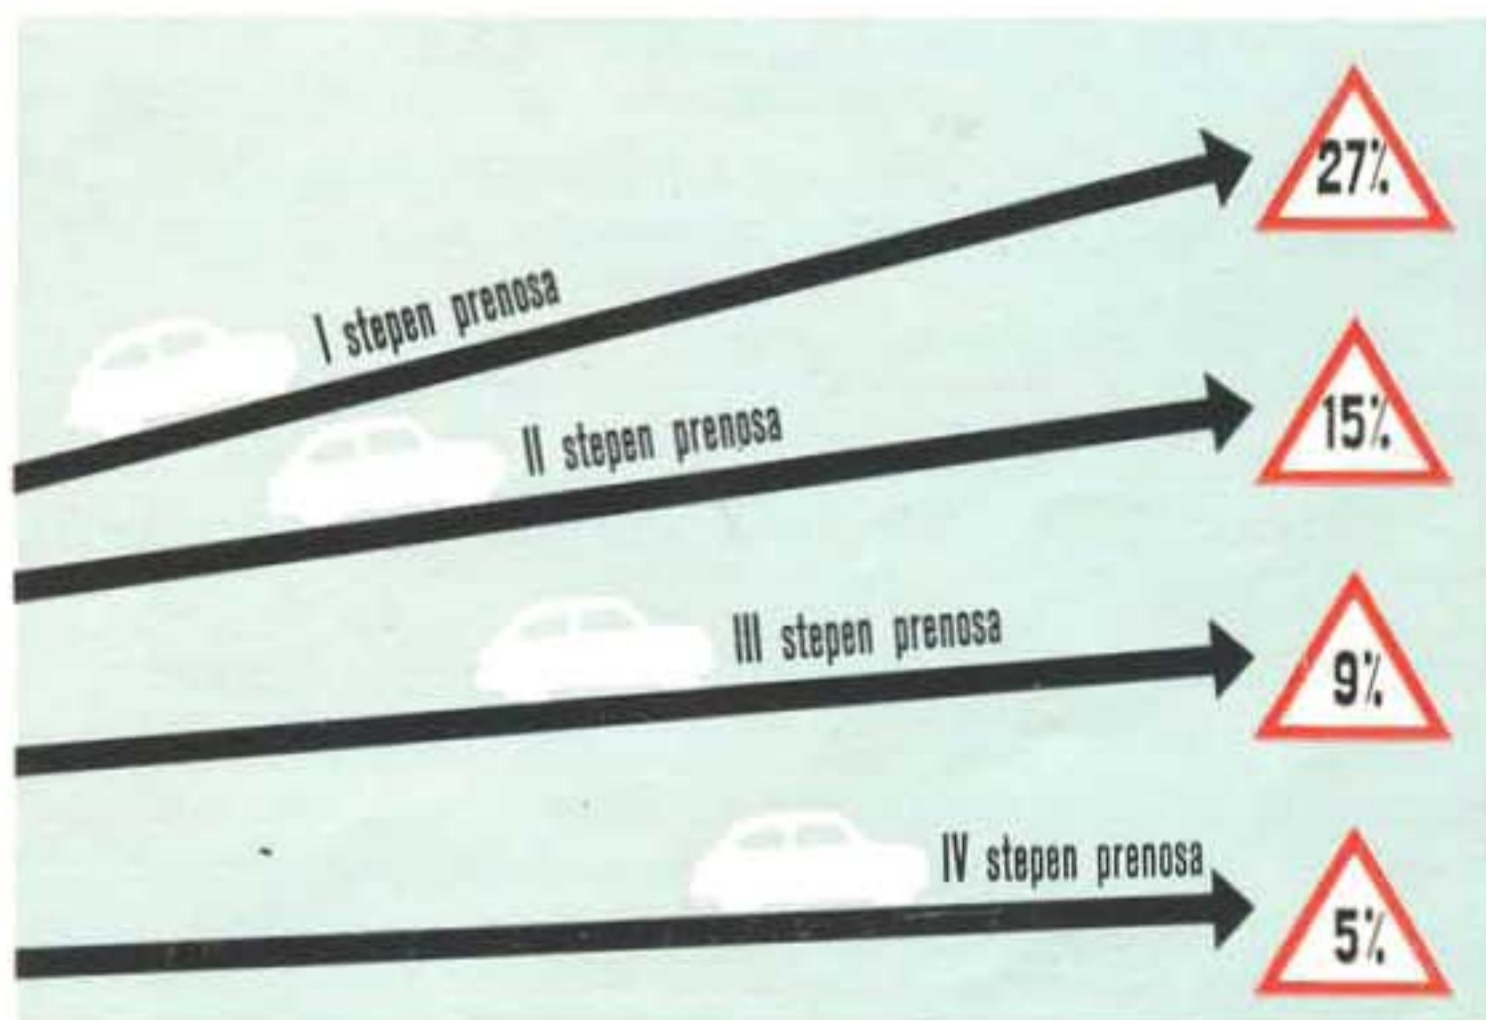 27%
I stepen prenosa
15%
II stepen prenosa
9%
III stepen prenosa
5%
IV stepen prenosa